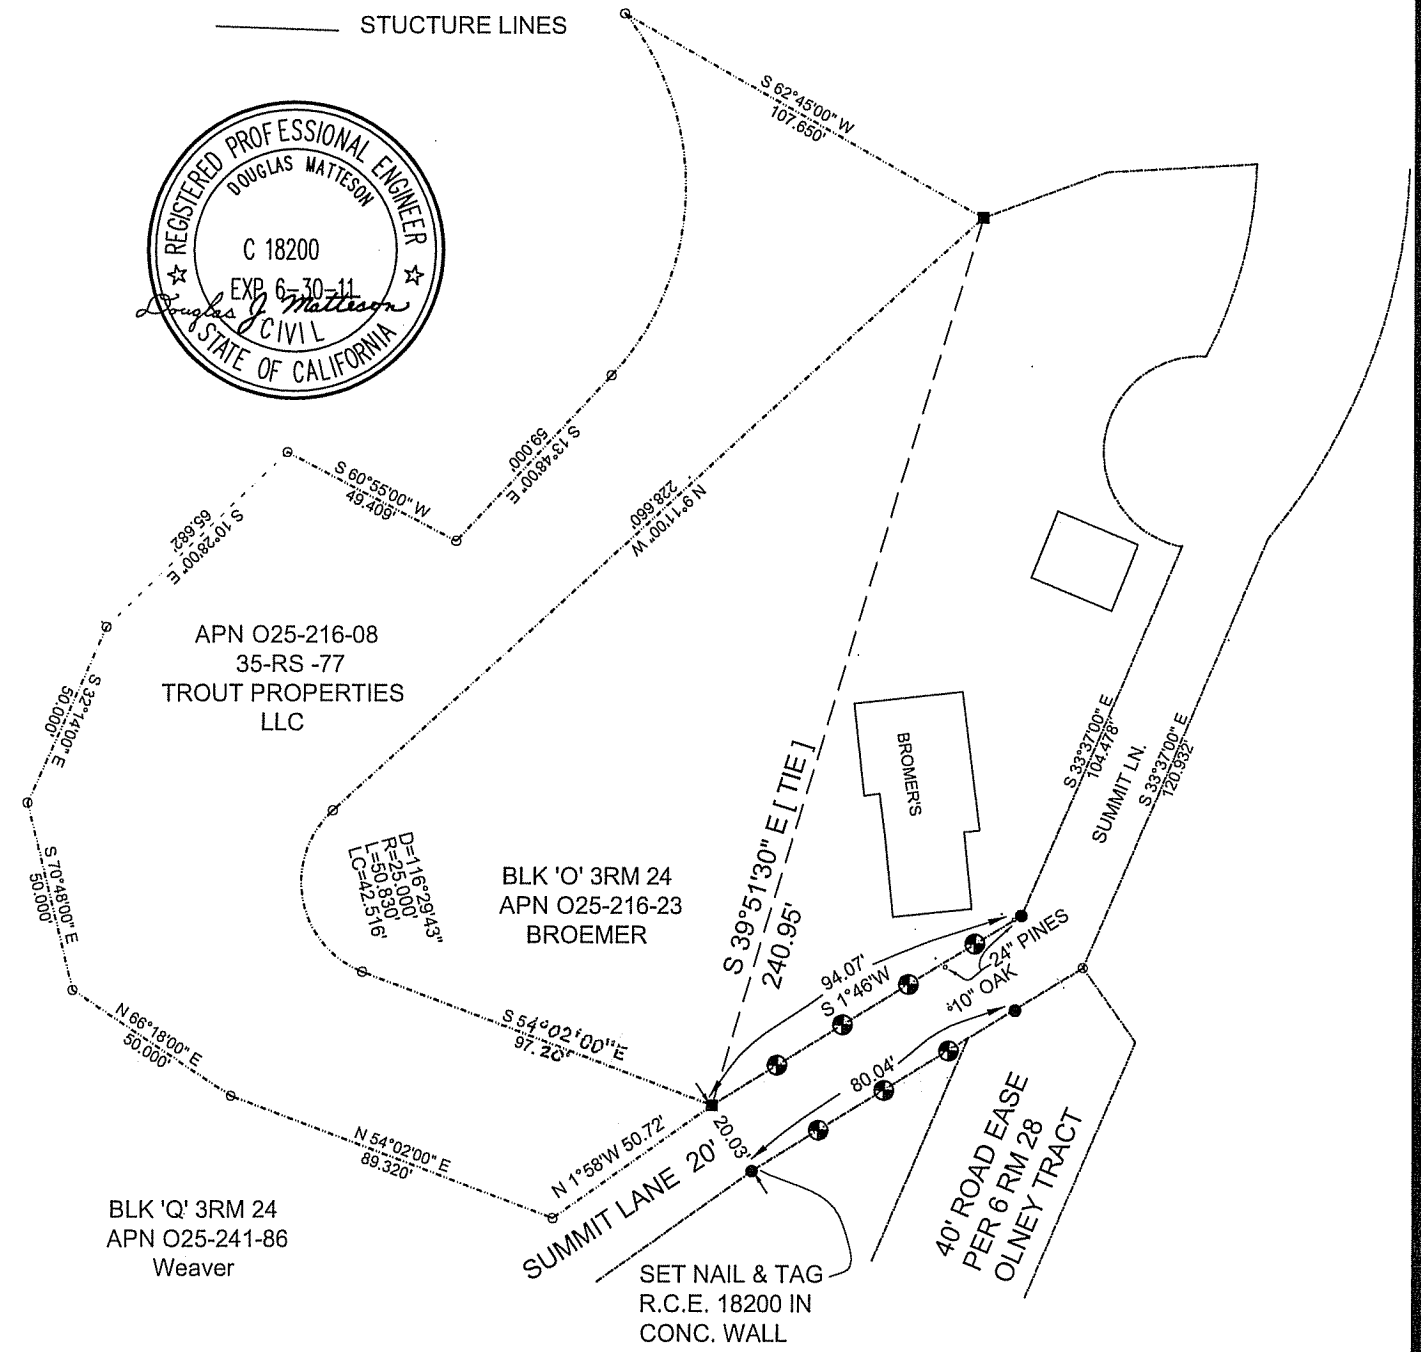 STUCTURE LINES
REGISTERED PROFESSIONAL ENGINEER
DOUGLAS MATTESON
C 18200
EXP 6-30-11
Douglas J Matteson
CIVIL
STATE OF CALIFORNIA
S 62°45'00" W
107.650'
S 13°48'00" E
59.000'
S 60°55'00" W
49.409'
S 10°28'00" E
65.682'
N 9°11'00" W
228.660'
APN O25-216-08
35-RS -77
TROUT PROPERTIES
LLC
S 32°14'00" E
50.000'
S 70°48'00" E
50.000'
D=116°29'43"
R=25.000'
L=50.830'
LC=42.516'
BLK 'O' 3RM 24
APN O25-216-23
BROEMER
S 39°51'30" E [ TIE ]
240.95'
BROMER'S
S 33°37'00" E
104.478'
SUMMIT LN.
S 33°37'00" E
120.932'
94.07'
S 1°46'W
24" PINES
10" OAK
80.04'
S 54°02'00" E
97.20'
N 66°18'00" E
50.000'
N 54°02'00" E
89.320'
N 1°58'W 50.72'
20.03'
SUMMIT LANE 20'
40' ROAD EASE
PER 6 RM 28
OLNEY TRACT
BLK 'Q' 3RM 24
APN O25-241-86
Weaver
SET NAIL & TAG
R.C.E. 18200 IN
CONC. WALL